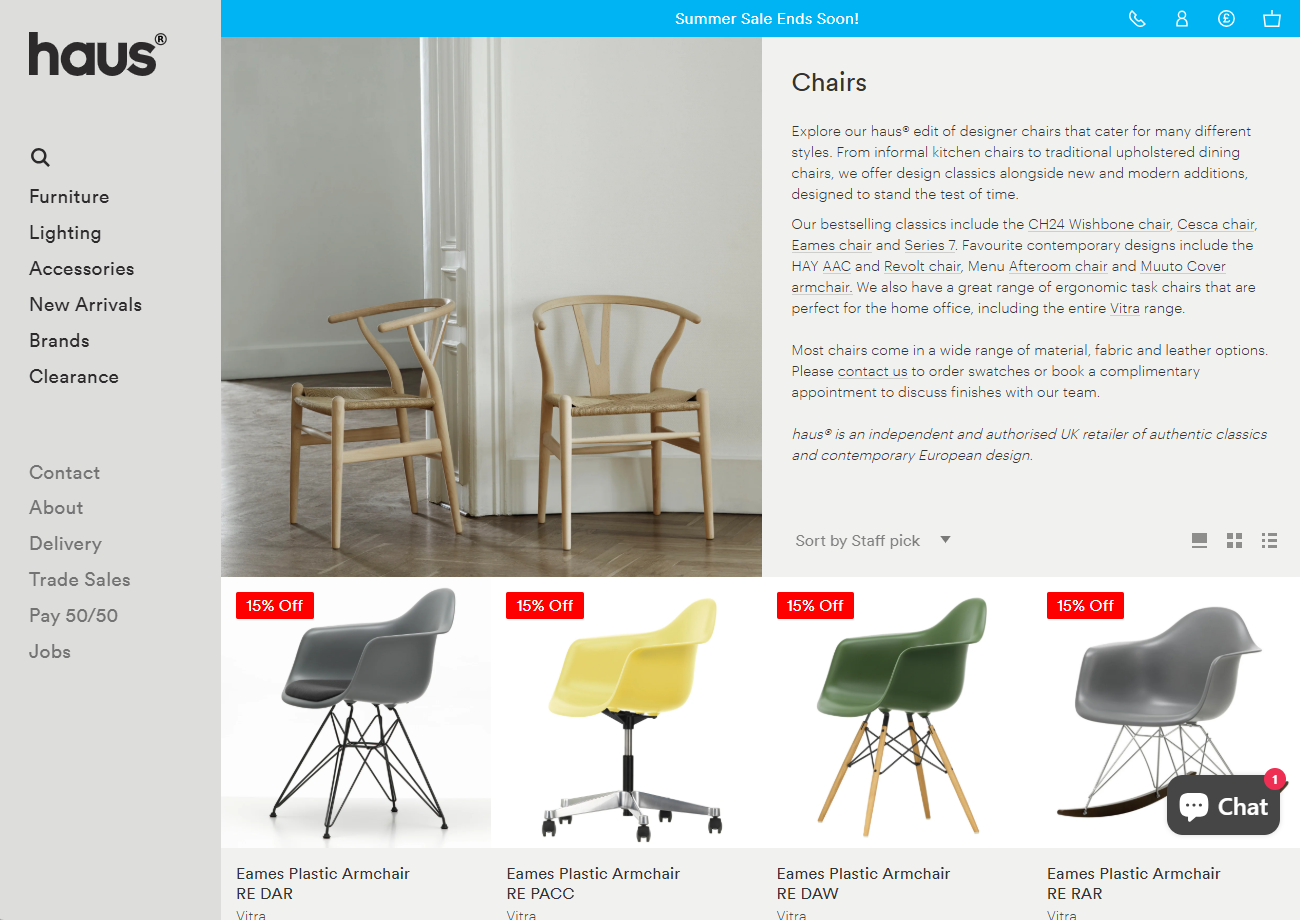 Summer Sale Ends Soon!
£
haus®
Furniture
Lighting
Accessories
New Arrivals
Brands
Clearance
Contact
About
Delivery
Trade Sales
Pay 50/50
Jobs
Chairs
Explore our haus® edit of designer chairs that cater for many different
styles. From informal kitchen chairs to traditional upholstered dining
chairs, we offer design classics alongside new and modern additions,
designed to stand the test of time.
Our bestselling classics include the CH24 Wishbone chair, Cesca chair,
Eames chair and Series 7. Favourite contemporary designs include the
HAY AAC and Revolt chair, Menu Afteroom chair and Muuto Cover
armchair. We also have a great range of ergonomic task chairs that are
perfect for the home office, including the entire Vitra range.
Most chairs come in a wide range of material, fabric and leather options.
Please contact us to order swatches or book a complimentary
appointment to discuss finishes with our team.
haus® is an independent and authorised UK retailer of authentic classics
and contemporary European design.
Sort by Staff pick
15% Off
15% Off
15% Off
15% Off
1
Chat
Eames Plastic Armchair
RE DAR
Vitra
Eames Plastic Armchair
RE PACC
Vitra
Eames Plastic Armchair
RE DAW
Vitra
Eames Plastic Armchair
RE RAR
Vitra